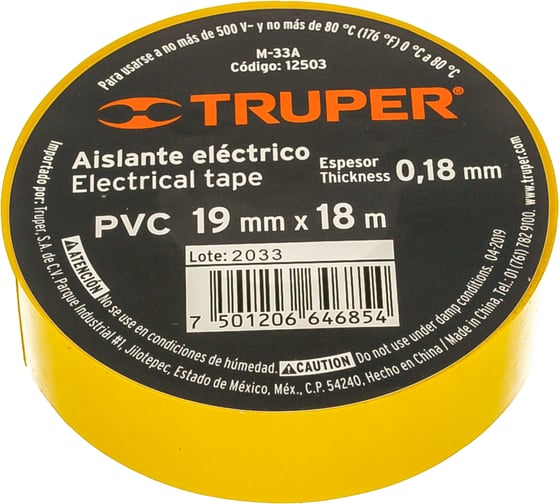 Para usarse a no más de 500 V~ y no más de 80 °C (176 °F) 0 °C a 80 °C
M-33A
Código: 12503
TRUPER®
Aislante eléctrico
Electrical tape
Espesor
Thickness
0,18 mm
PVC 19 mm x 18 m
Lote: 2033
7 501206 646854
ATENCIÓN No se use en condiciones de húmedad. CAUTION Do not use under damp conditions. 04-2019
Importado por: Truper, S.A. de C.V. Parque Industrial #1, Jilotepec, Estado de México, Méx., C.P. 54240, Hecho en China / Made in China, Tel.: 01 (761) 782 9100. www.truper.com